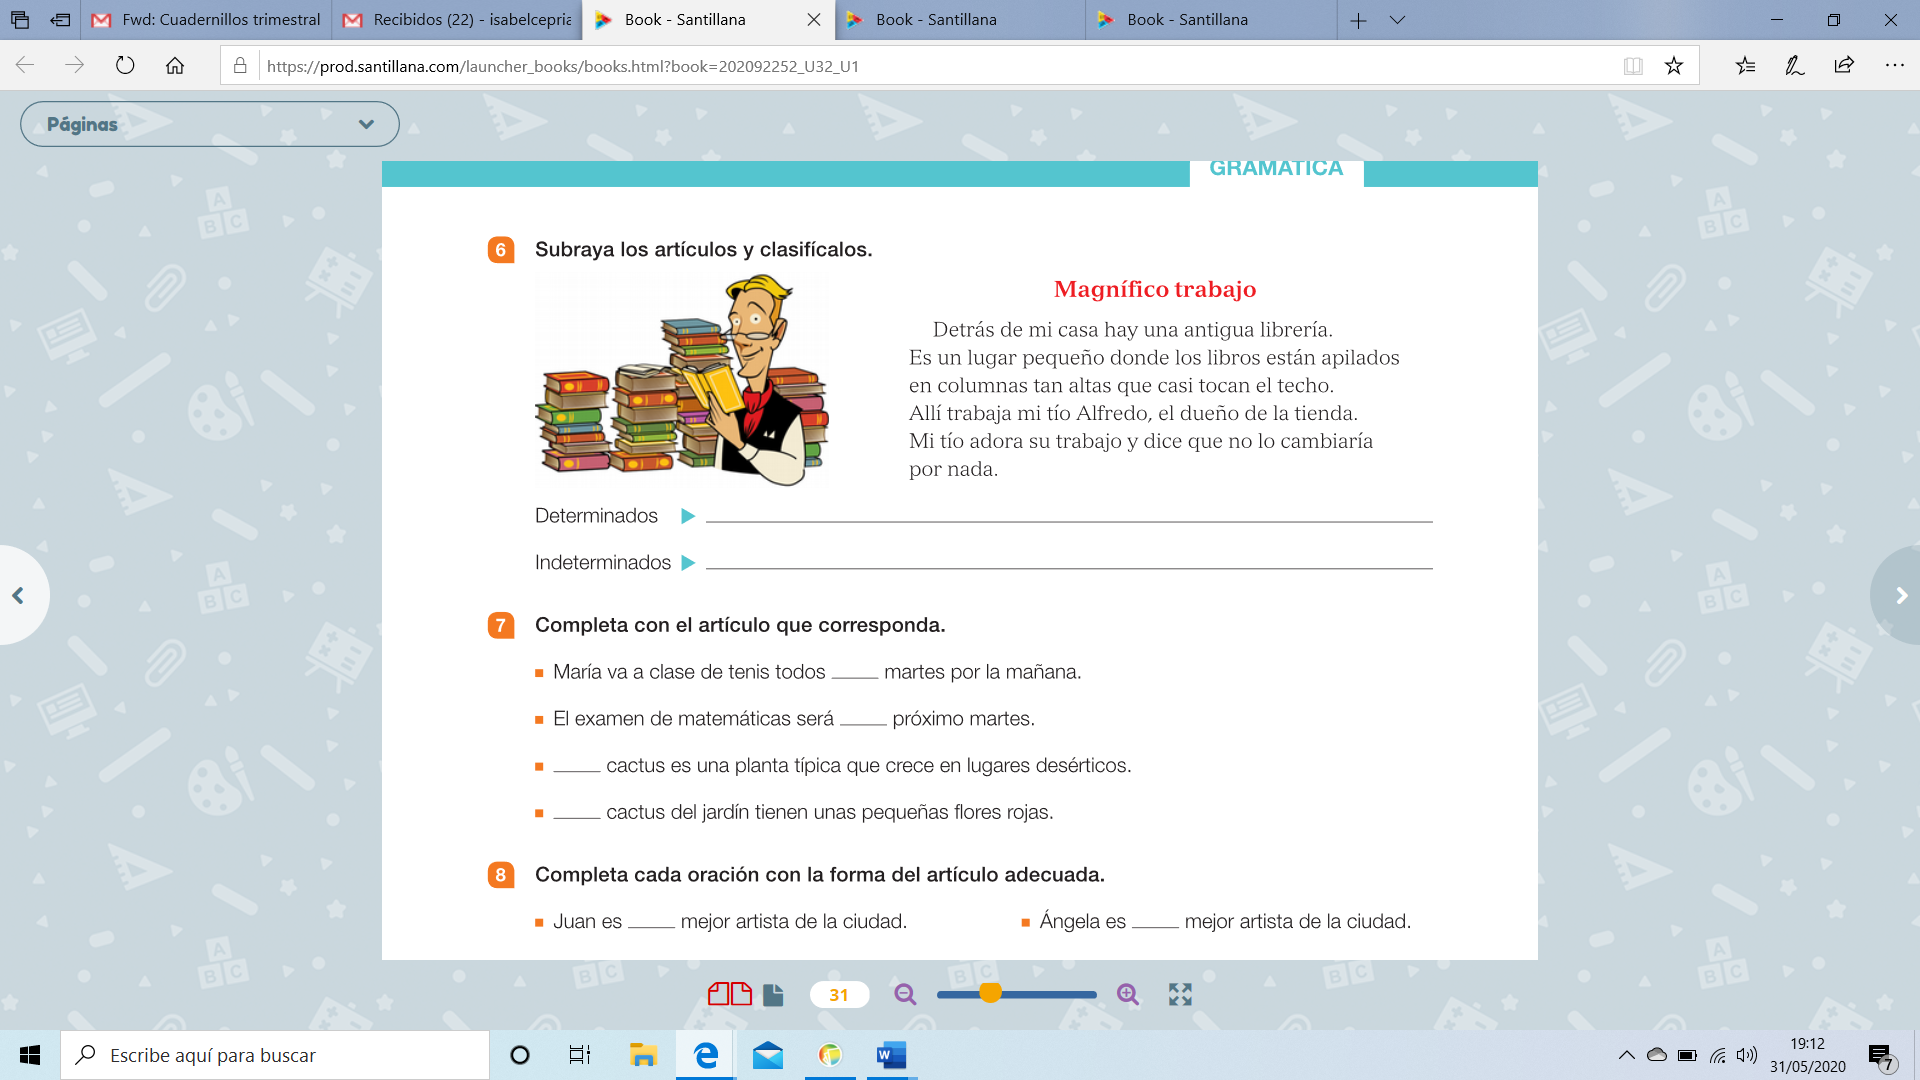 Fwd: Cuadernillos trimestral
Recibidos (22) - isabelcepria
Book - Santillana
Book - Santillana
Book - Santillana
https://prod.santillana.com/launcher_books/books.html?book=202092252_U32_U1
Páginas
GRAMÁTICA
6 Subraya los artículos y clasifícalos.
Magnífico trabajo
Detrás de mi casa hay una antigua librería.
Es un lugar pequeño donde los libros están apilados
en columnas tan altas que casi tocan el techo.
Allí trabaja mi tío Alfredo, el dueño de la tienda.
Mi tío adora su trabajo y dice que no lo cambiaría
por nada.
Determinados
Indeterminados
7 Completa con el artículo que corresponda.
María va a clase de tenis todos _____ martes por la mañana.
El examen de matemáticas será _____ próximo martes.
_____ cactus es una planta típica que crece en lugares desérticos.
_____ cactus del jardín tienen unas pequeñas flores rojas.
8 Completa cada oración con la forma del artículo adecuada.
Juan es _____ mejor artista de la ciudad.
Ángela es _____ mejor artista de la ciudad.
31
Escribe aquí para buscar
19:12
31/05/2020
7